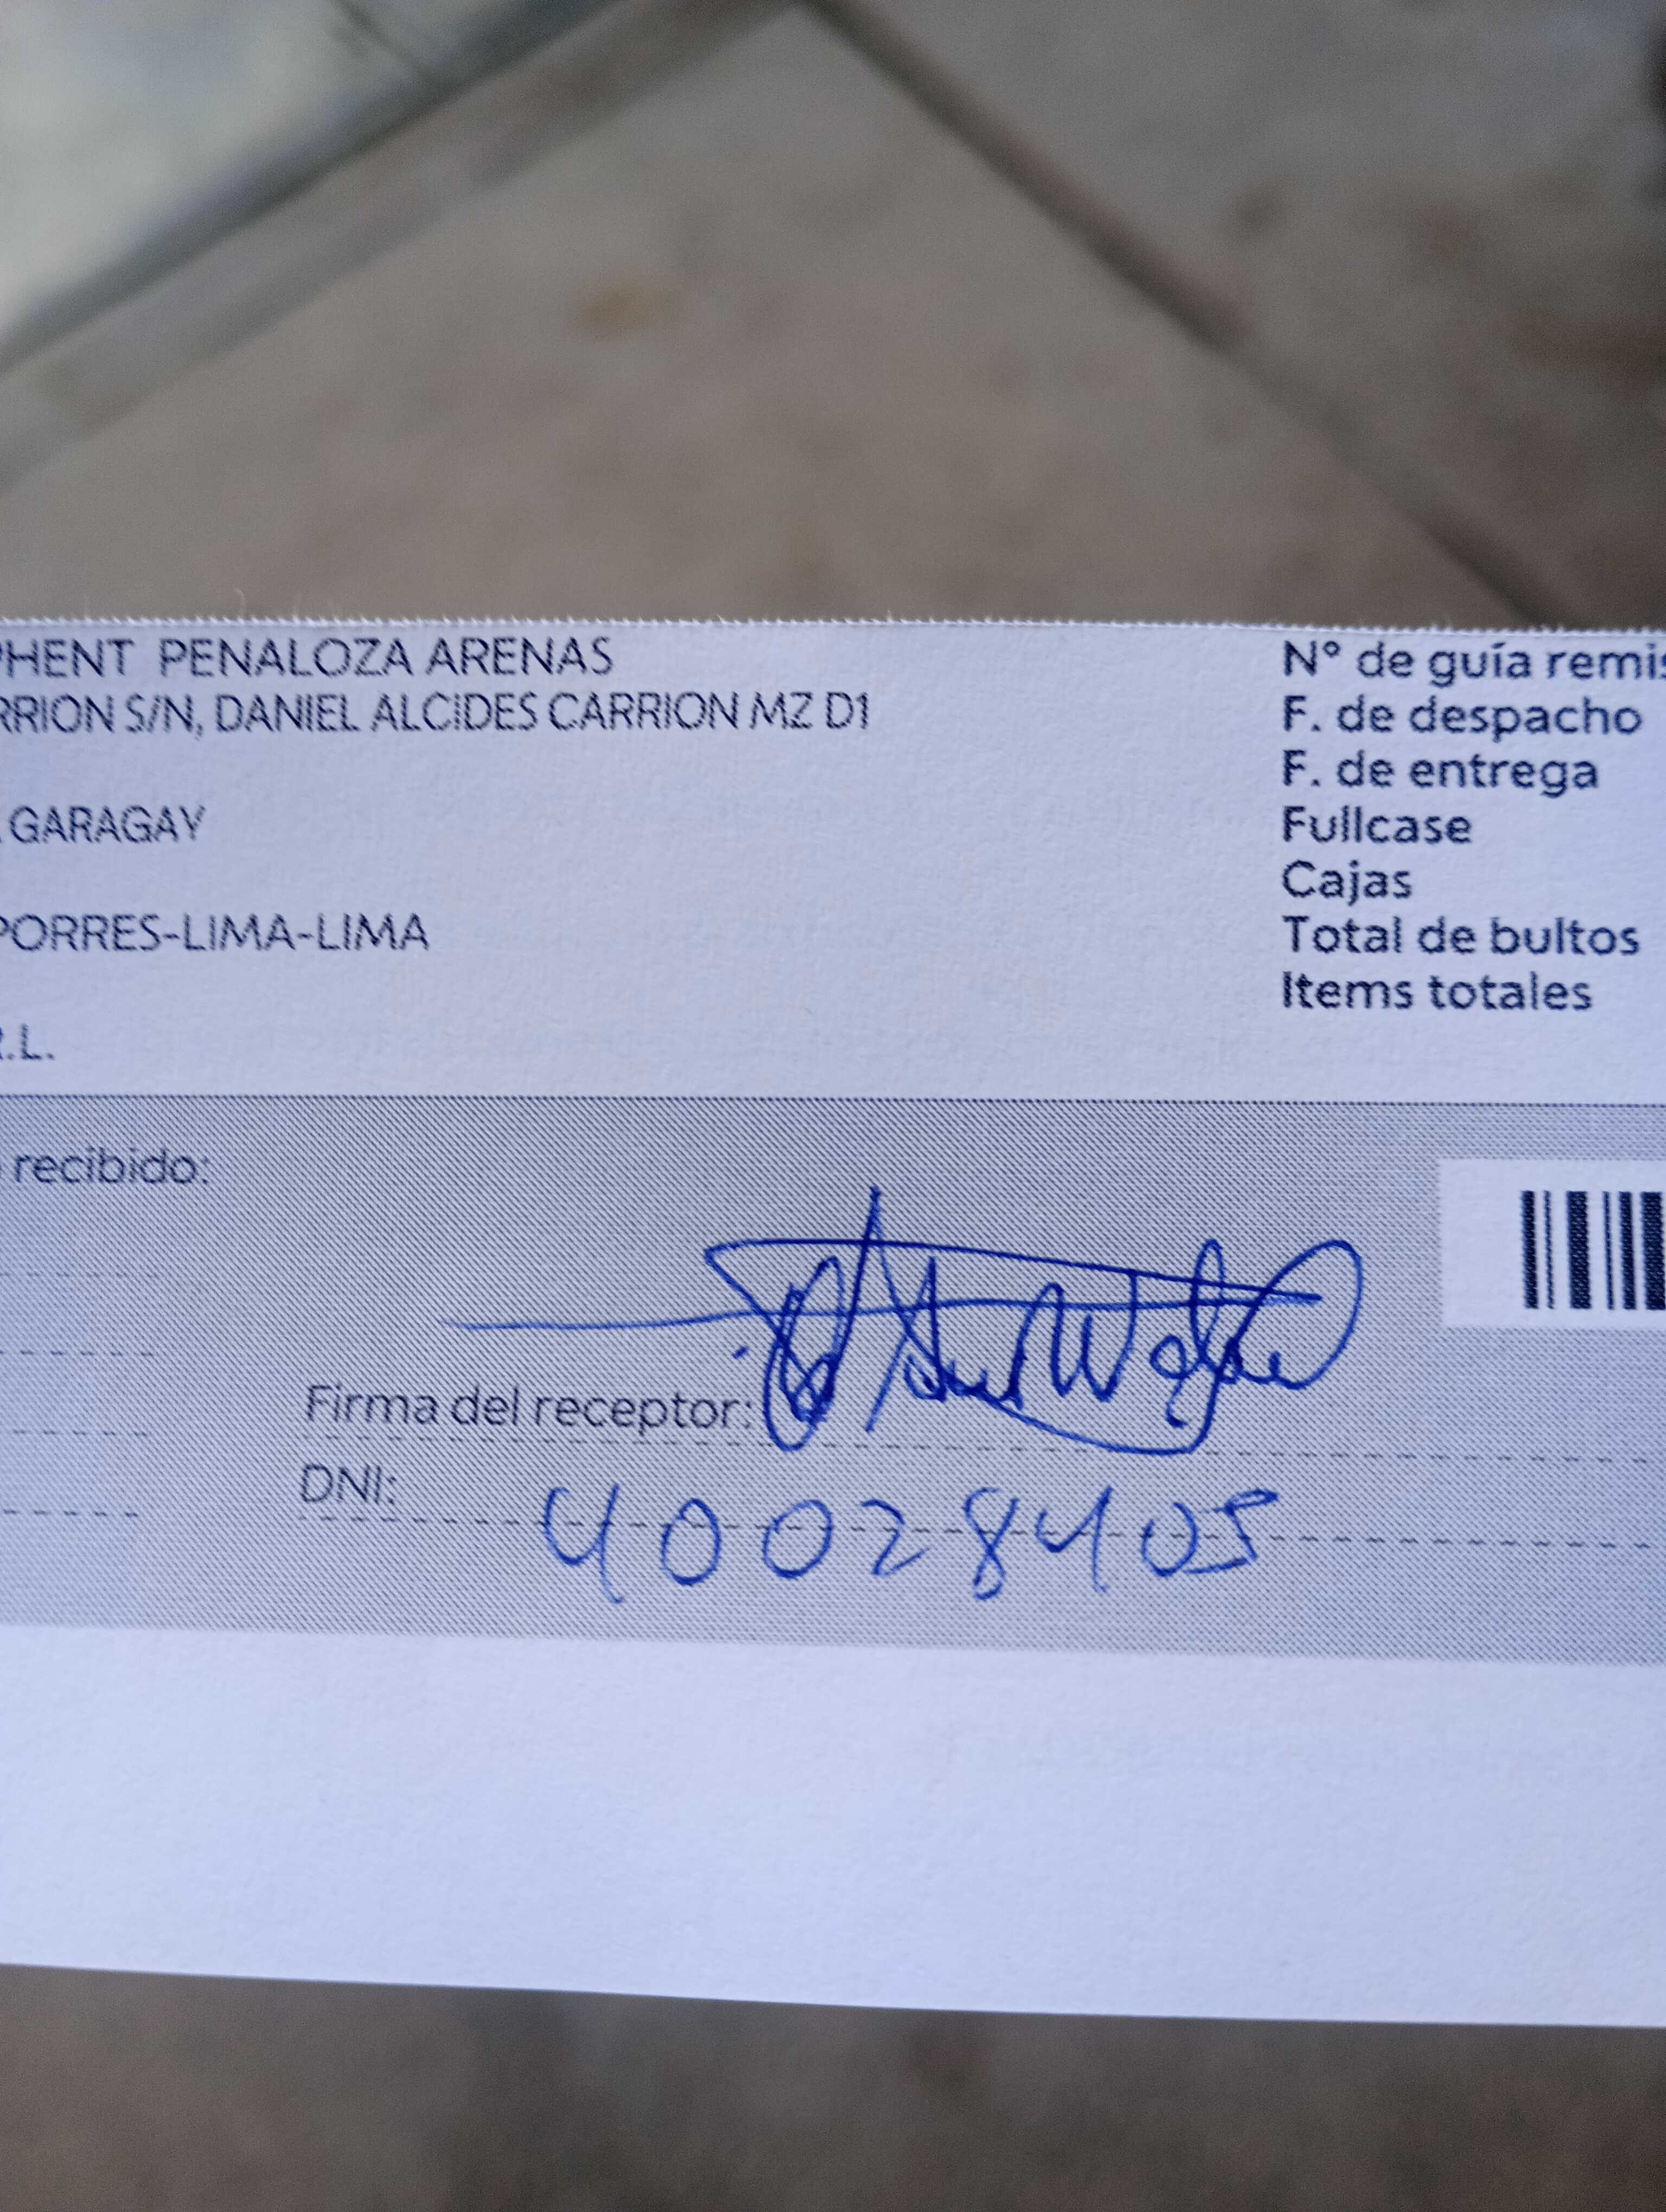 PHENT PENALOZA ARENAS
RRION S/N, DANIEL ALCIDES CARRION MZ D1
GARAGAY
PORRES-LIMA-LIMA
R.L.
Nº de guía remis
F. de despacho
F. de entrega
Fullcase
Cajas
Total de bultos
Items totales
recibido:
Firma del receptor:
DNI: 40028405